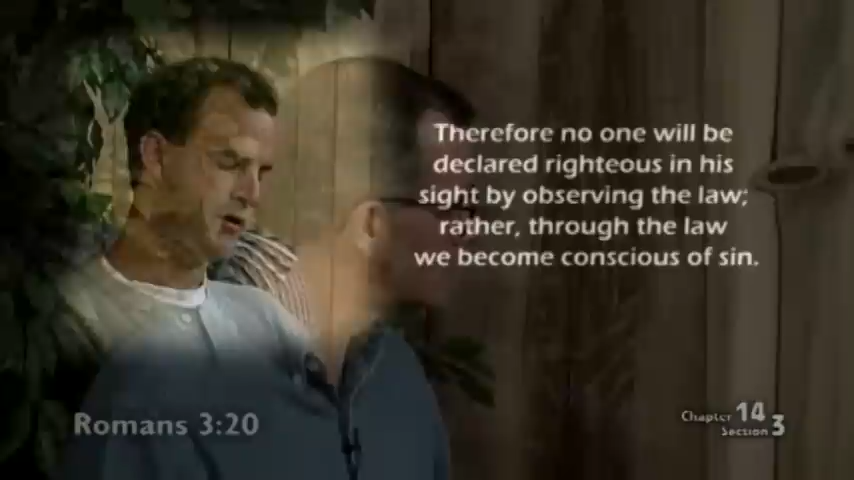 Therefore no one will be
declared righteous in his
sight by observing the law;
rather, through the law
we become conscious of sin.
Romans 3:20
Chapter 14
Section 3